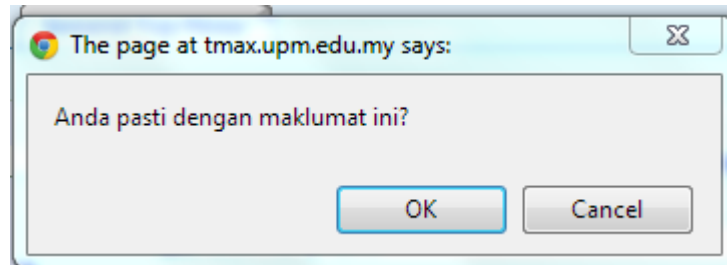 The page at tmax.upm.edu.my says:
Anda pasti dengan maklumat ini?
OK
Cancel